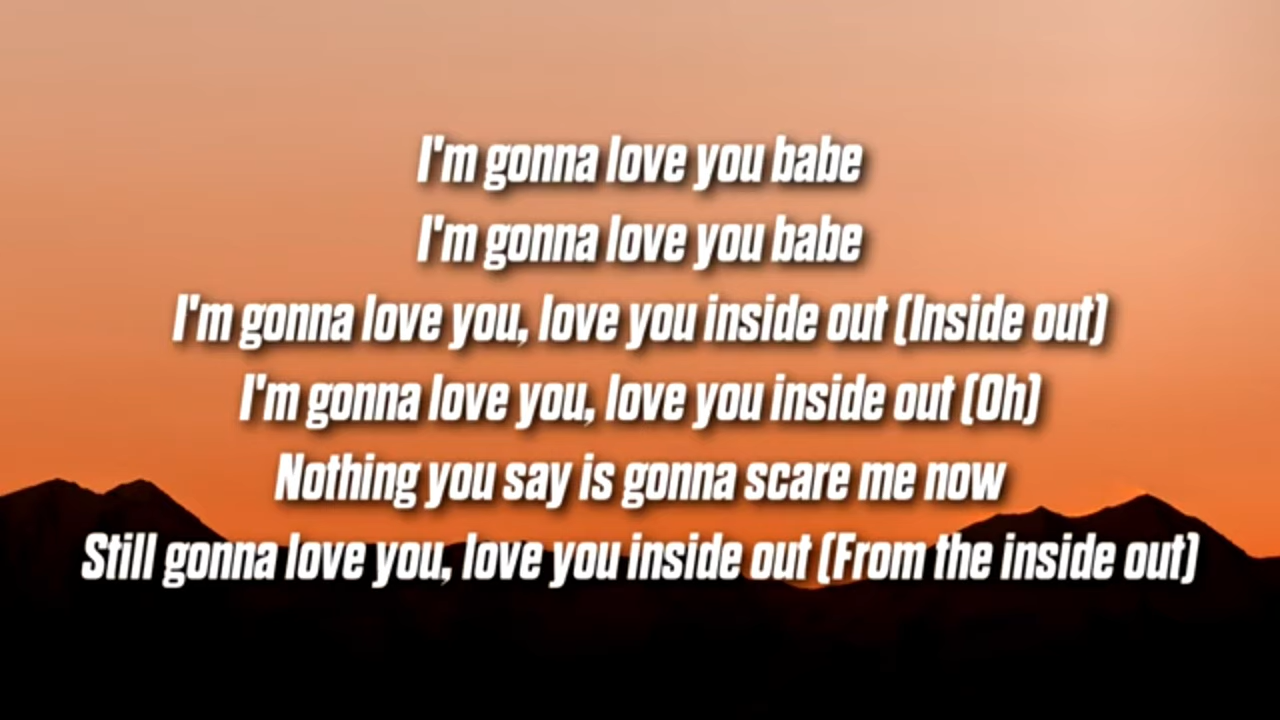 I'm gonna love you babe
I'm gonna love you babe
I'm gonna love you, love you inside out (Inside out)
I'm gonna love you, love you inside out (Oh)
Nothing you say is gonna scare me now
Still gonna love you, love you inside out (From the inside out)